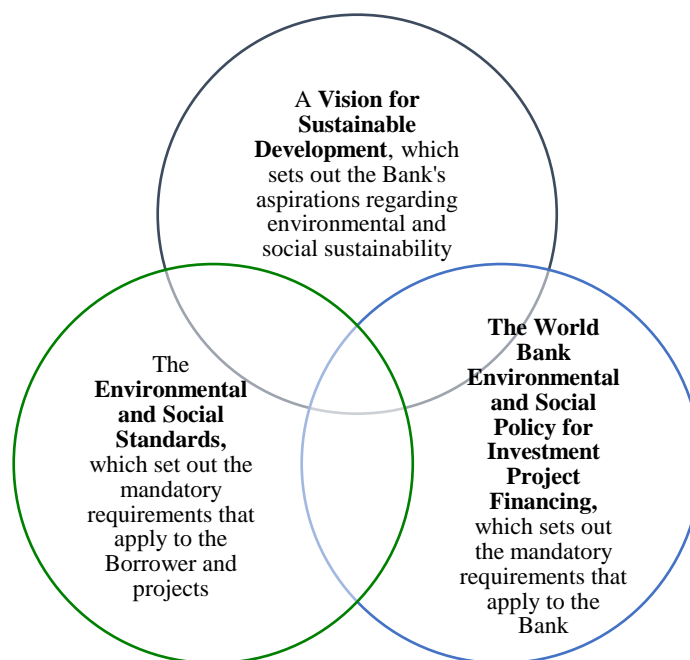 A Vision for
Sustainable
Development, which
sets out the Bank's
aspirations regarding
environmental and
social sustainability
The
Environmental
and Social
Standards,
which set out the
mandatory
requirements that
apply to the
Borrower and
projects
The World
Bank
Environmental
and Social
Policy for
Investment
Project
Financing,
which sets out
the mandatory
requirements that
apply to the
Bank